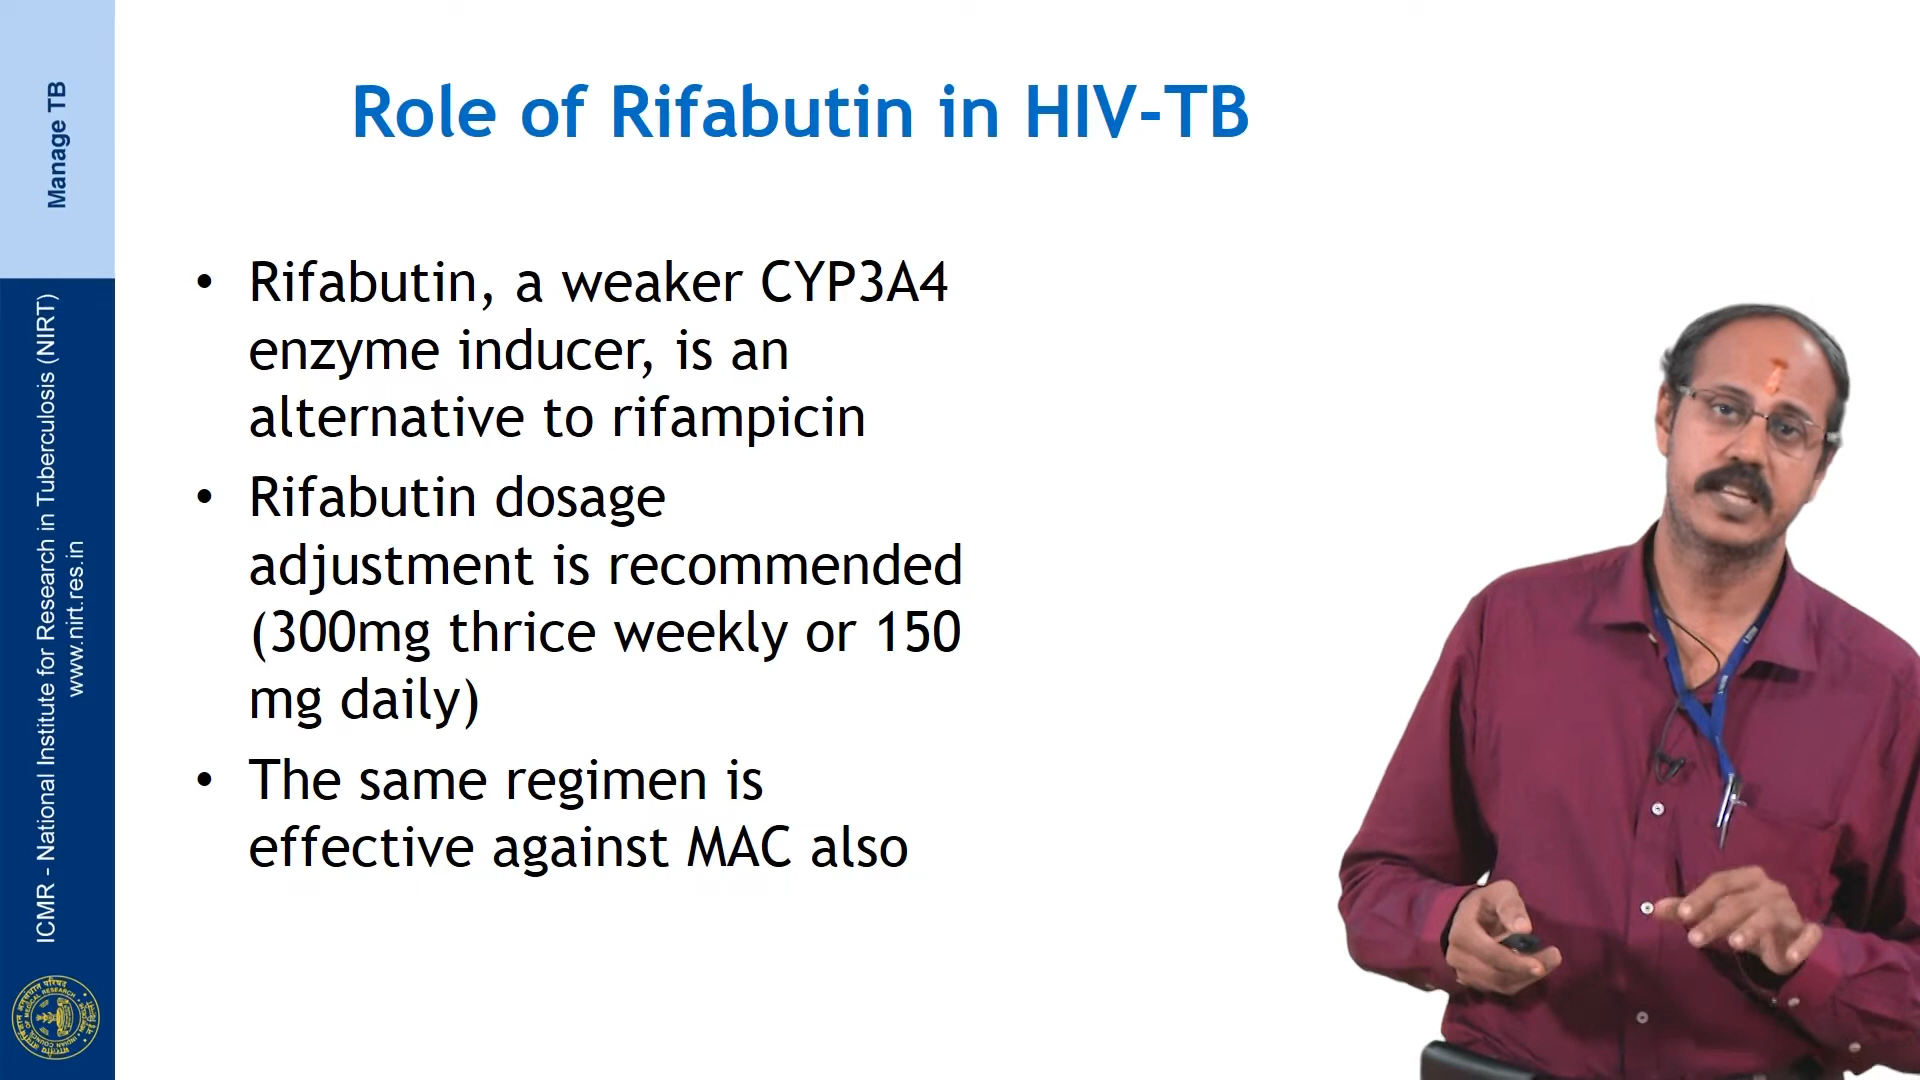 Manage TB
ICMR - National Institute for Research in Tuberculosis (NIRT)
www.nirt.res.in
Role of Rifabutin in HIV-TB
• Rifabutin, a weaker CYP3A4
enzyme inducer, is an
alternative to rifampicin
• Rifabutin dosage
adjustment is recommended
(300mg thrice weekly or 150
mg daily)
• The same regimen is
effective against MAC also